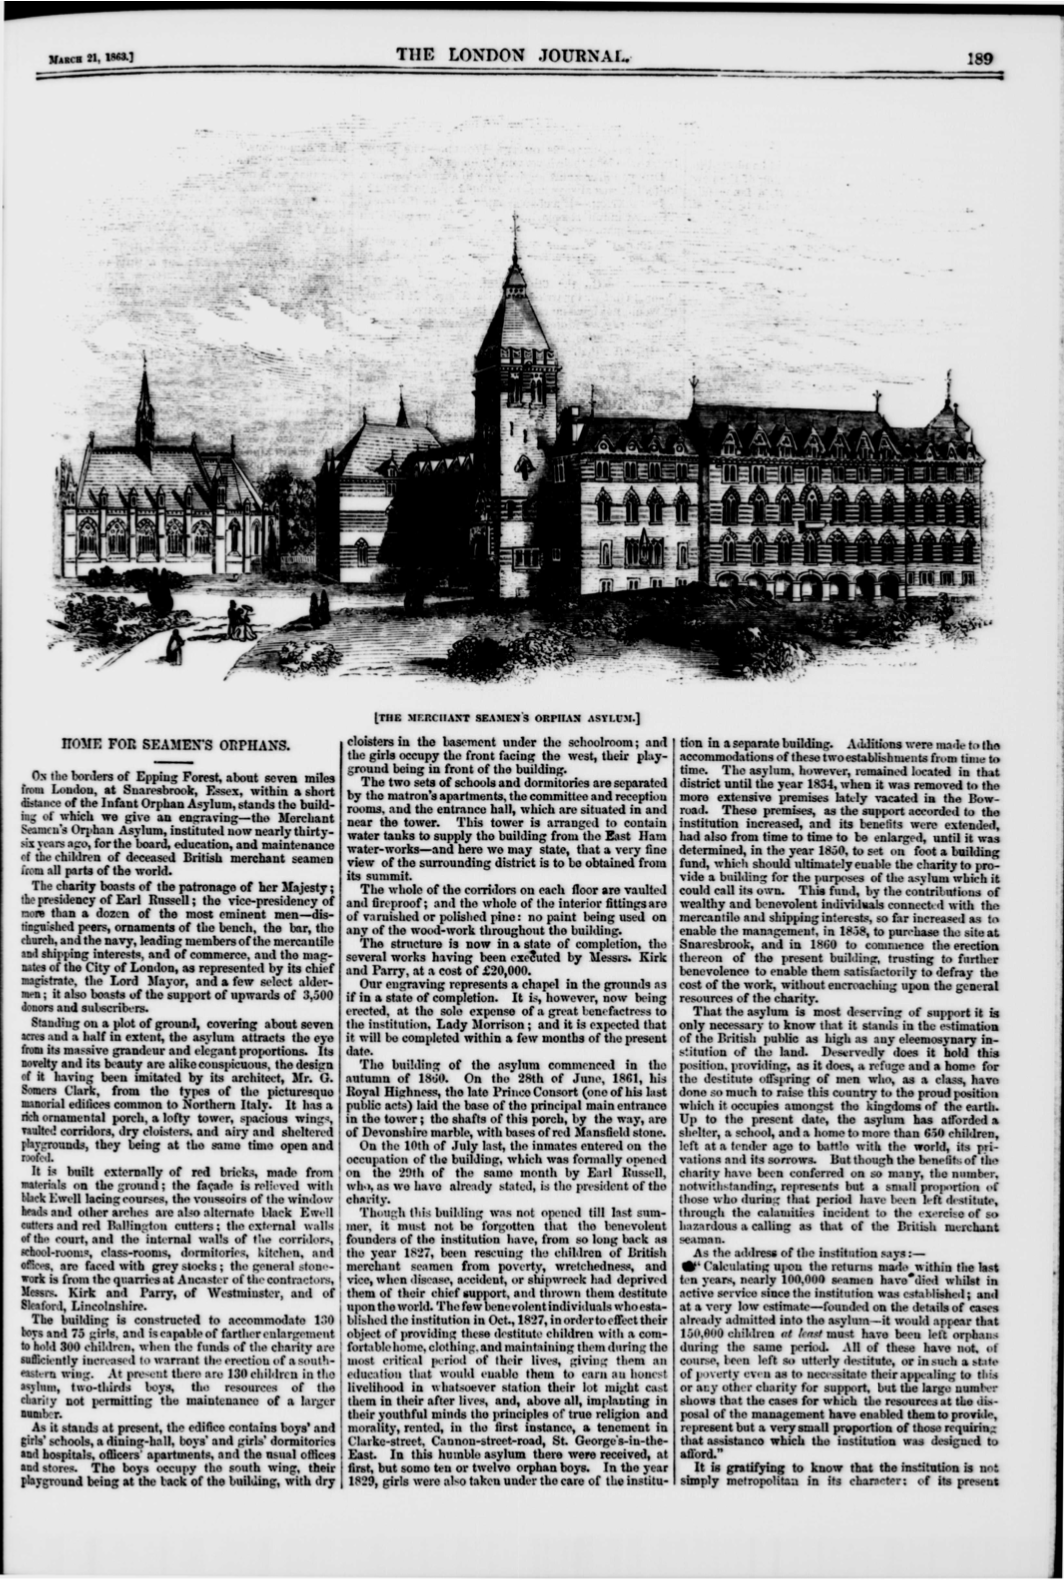 MARCH 21, 1863.]
THE LONDON JOURNAL.
189
[THE MERCHANT SEAMEN'S ORPHAN ASYLUM.]
HOME FOR SEAMEN'S ORPHANS.
ON the borders of Epping Forest, about seven miles
from London, at Snaresbrook, Essex, within a short
distance of the Infant Orphan Asylum, stands the build-
ing of which we give an engraving—the Merchant
Seamen's Orphan Asylum, instituted now nearly thirty-
six years ago, for the board, education, and maintenance
of the children of deceased British merchant seamen
from all parts of the world.
The charity boasts of the patronage of her Majesty;
the presidency of Earl Russell; the vice-presidency of
more than a dozen of the most eminent men—dis-
tinguished peers, ornaments of the bench, the bar, the
church, and the navy, leading members of the mercantile
and shipping interests, and of commerce, and the mag-
nates of the City of London, as represented by its chief
magistrate, the Lord Mayor, and a few select alder-
men; it also boasts of the support of upwards of 3,500
donors and subscribers.
Standing on a plot of ground, covering about seven
acres and a half in extent, the asylum attracts the eye
from its massive grandeur and elegant proportions. Its
novelty and its beauty are alike conspicuous, the design
of it having been imitated by its architect, Mr. G.
Somers Clark, from the types of the picturesque
manorial edifices common to Northern Italy. It has a
rich ornamental porch, a lofty tower, spacious wings,
vaulted corridors, dry cloisters, and airy and sheltered
playgrounds, they being at the same time open and
roofed.
It is built externally of red bricks, made from
materials on the ground; the façade is relieved with
black Ewell lacing courses, the voussoirs of the window
heads and other arches are also alternate black Ewell
cutters and red Ballington cutters; the external walls
of the court, and the internal walls of the corridors,
school-rooms, class-rooms, dormitories, kitchen, and
offices, are faced with grey stocks; the general stone-
work is from the quarries at Ancaster of the contractors,
Messrs. Kirk and Parry, of Westminster, and of
Sleaford, Lincolnshire.
The building is constructed to accommodate 130
boys and 75 girls, and is capable of farther enlargement
to hold 300 children, when the funds of the charity are
sufficiently increased to warrant the erection of a south-
eastern wing. At present there are 130 children in the
asylum, two-thirds boys, the resources of the
charity not permitting the maintenance of a larger
number.
As it stands at present, the edifice contains boys' and
girls' schools, a dining-hall, boys' and girls' dormitories
and hospitals, officers' apartments, and the usual offices
and stores. The boys occupy the south wing, their
playground being at the back of the building, with dry
cloisters in the basement under the schoolroom; and
the girls occupy the front facing the west, their play-
ground being in front of the building.
The two sets of schools and dormitories are separated
by the matron's apartments, the committee and reception
rooms, and the entrance hall, which are situated in and
near the tower. This tower is arranged to contain
water tanks to supply the building from the East Ham
water-works—and here we may state, that a very fine
view of the surrounding district is to be obtained from
its summit.
The whole of the corridors on each floor are vaulted
and fireproof; and the whole of the interior fittings are
of varnished or polished pine: no paint being used on
any of the wood-work throughout the building.
The structure is now in a state of completion, the
several works having been executed by Messrs. Kirk
and Parry, at a cost of £20,000.
Our engraving represents a chapel in the grounds as
if in a state of completion. It is, however, now being
erected, at the sole expense of a great benefactress to
the institution, Lady Morrison; and it is expected that
it will be completed within a few months of the present
date.
The building of the asylum commenced in the
autumn of 1860. On the 28th of June, 1861, his
Royal Highness, the late Prince Consort (one of his last
public acts) laid the base of the principal main entrance
in the tower; the shafts of this porch, by the way, are
of Devonshire marble, with bases of red Mansfield stone.
On the 10th of July last, the inmates entered on the
occupation of the building, which was formally opened
on the 29th of the same month by Earl Russell,
who, as we have already stated, is the president of the
charity.
Though this building was not opened till last sum-
mer, it must not be forgotten that the benevolent
founders of the institution have, from so long back as
the year 1827, been rescuing the children of British
merchant seamen from poverty, wretchedness, and
vice, when disease, accident, or shipwreck had deprived
them of their chief support, and thrown them destitute
upon the world. The few benevolent individuals who esta-
blished the institution in Oct., 1827, in order to effect their
object of providing these destitute children with a com-
fortable home, clothing, and maintaining them during the
most critical period of their lives, giving them an
education that would enable them to earn an honest
livelihood in whatsoever station their lot might cast
them in their after lives, and, above all, implanting in
their youthful minds the principles of true religion and
morality, rented, in the first instance, a tenement in
Clarke-street, Cannon-street-road, St. George's-in-the-
East. In this humble asylum there were received, at
first, but some ten or twelve orphan boys. In the year
1829, girls were also taken under the care of the institu-
tion in a separate building. Additions were made to the
accommodations of these two establishments from time to
time. The asylum, however, remained located in that
district until the year 1834, when it was removed to the
more extensive premises lately vacated in the Bow-
road. These premises, as the support accorded to the
institution increased, and its benefits were extended,
had also from time to time to be enlarged, until it was
determined, in the year 1850, to set on foot a building
fund, which should ultimately enable the charity to pro-
vide a building for the purposes of the asylum which it
could call its own. This fund, by the contributions of
wealthy and benevolent individuals connected with the
mercantile and shipping interests, so far increased as to
enable the management, in 1858, to purchase the site at
Snaresbrook, and in 1860 to commence the erection
thereon of the present building, trusting to further
benevolence to enable them satisfactorily to defray the
cost of the work, without encroaching upon the general
resources of the charity.
That the asylum is most deserving of support it is
only necessary to know that it stands in the estimation
of the British public as high as any eleemosynary in-
stitution of the land. Deservedly does it hold this
position, providing, as it does, a refuge and a home for
the destitute offspring of men who, as a class, have
done so much to raise this country to the proud position
which it occupies amongst the kingdoms of the earth.
Up to the present date, the asylum has afforded a
shelter, a school, and a home to more than 650 children,
left at a tender age to battle with the world, its pri-
vations and its sorrows. But though the benefits of the
charity have been conferred on so many, the number,
notwithstanding, represents but a small proportion of
those who during that period have been left destitute,
through the calamities incident to the exercise of so
hazardous a calling as that of the British merchant
seaman.
As the address of the institution says:—
"Calculating upon the returns made within the last
ten years, nearly 100,000 seamen have died whilst in
active service since the institution was established; and
at a very low estimate—founded on the details of cases
already admitted into the asylum—it would appear that
150,000 children at least must have been left orphans
during the same period. All of these have not, of
course, been left so utterly destitute, or in such a state
of poverty even as to necessitate their appealing to this
or any other charity for support, but the large number
shows that the cases for which the resources at the dis-
posal of the management have enabled them to provide,
represent but a very small proportion of those requiring
that assistance which the institution was designed to
afford."
It is gratifying to know that the institution is not
simply metropolitan in its character: of its present